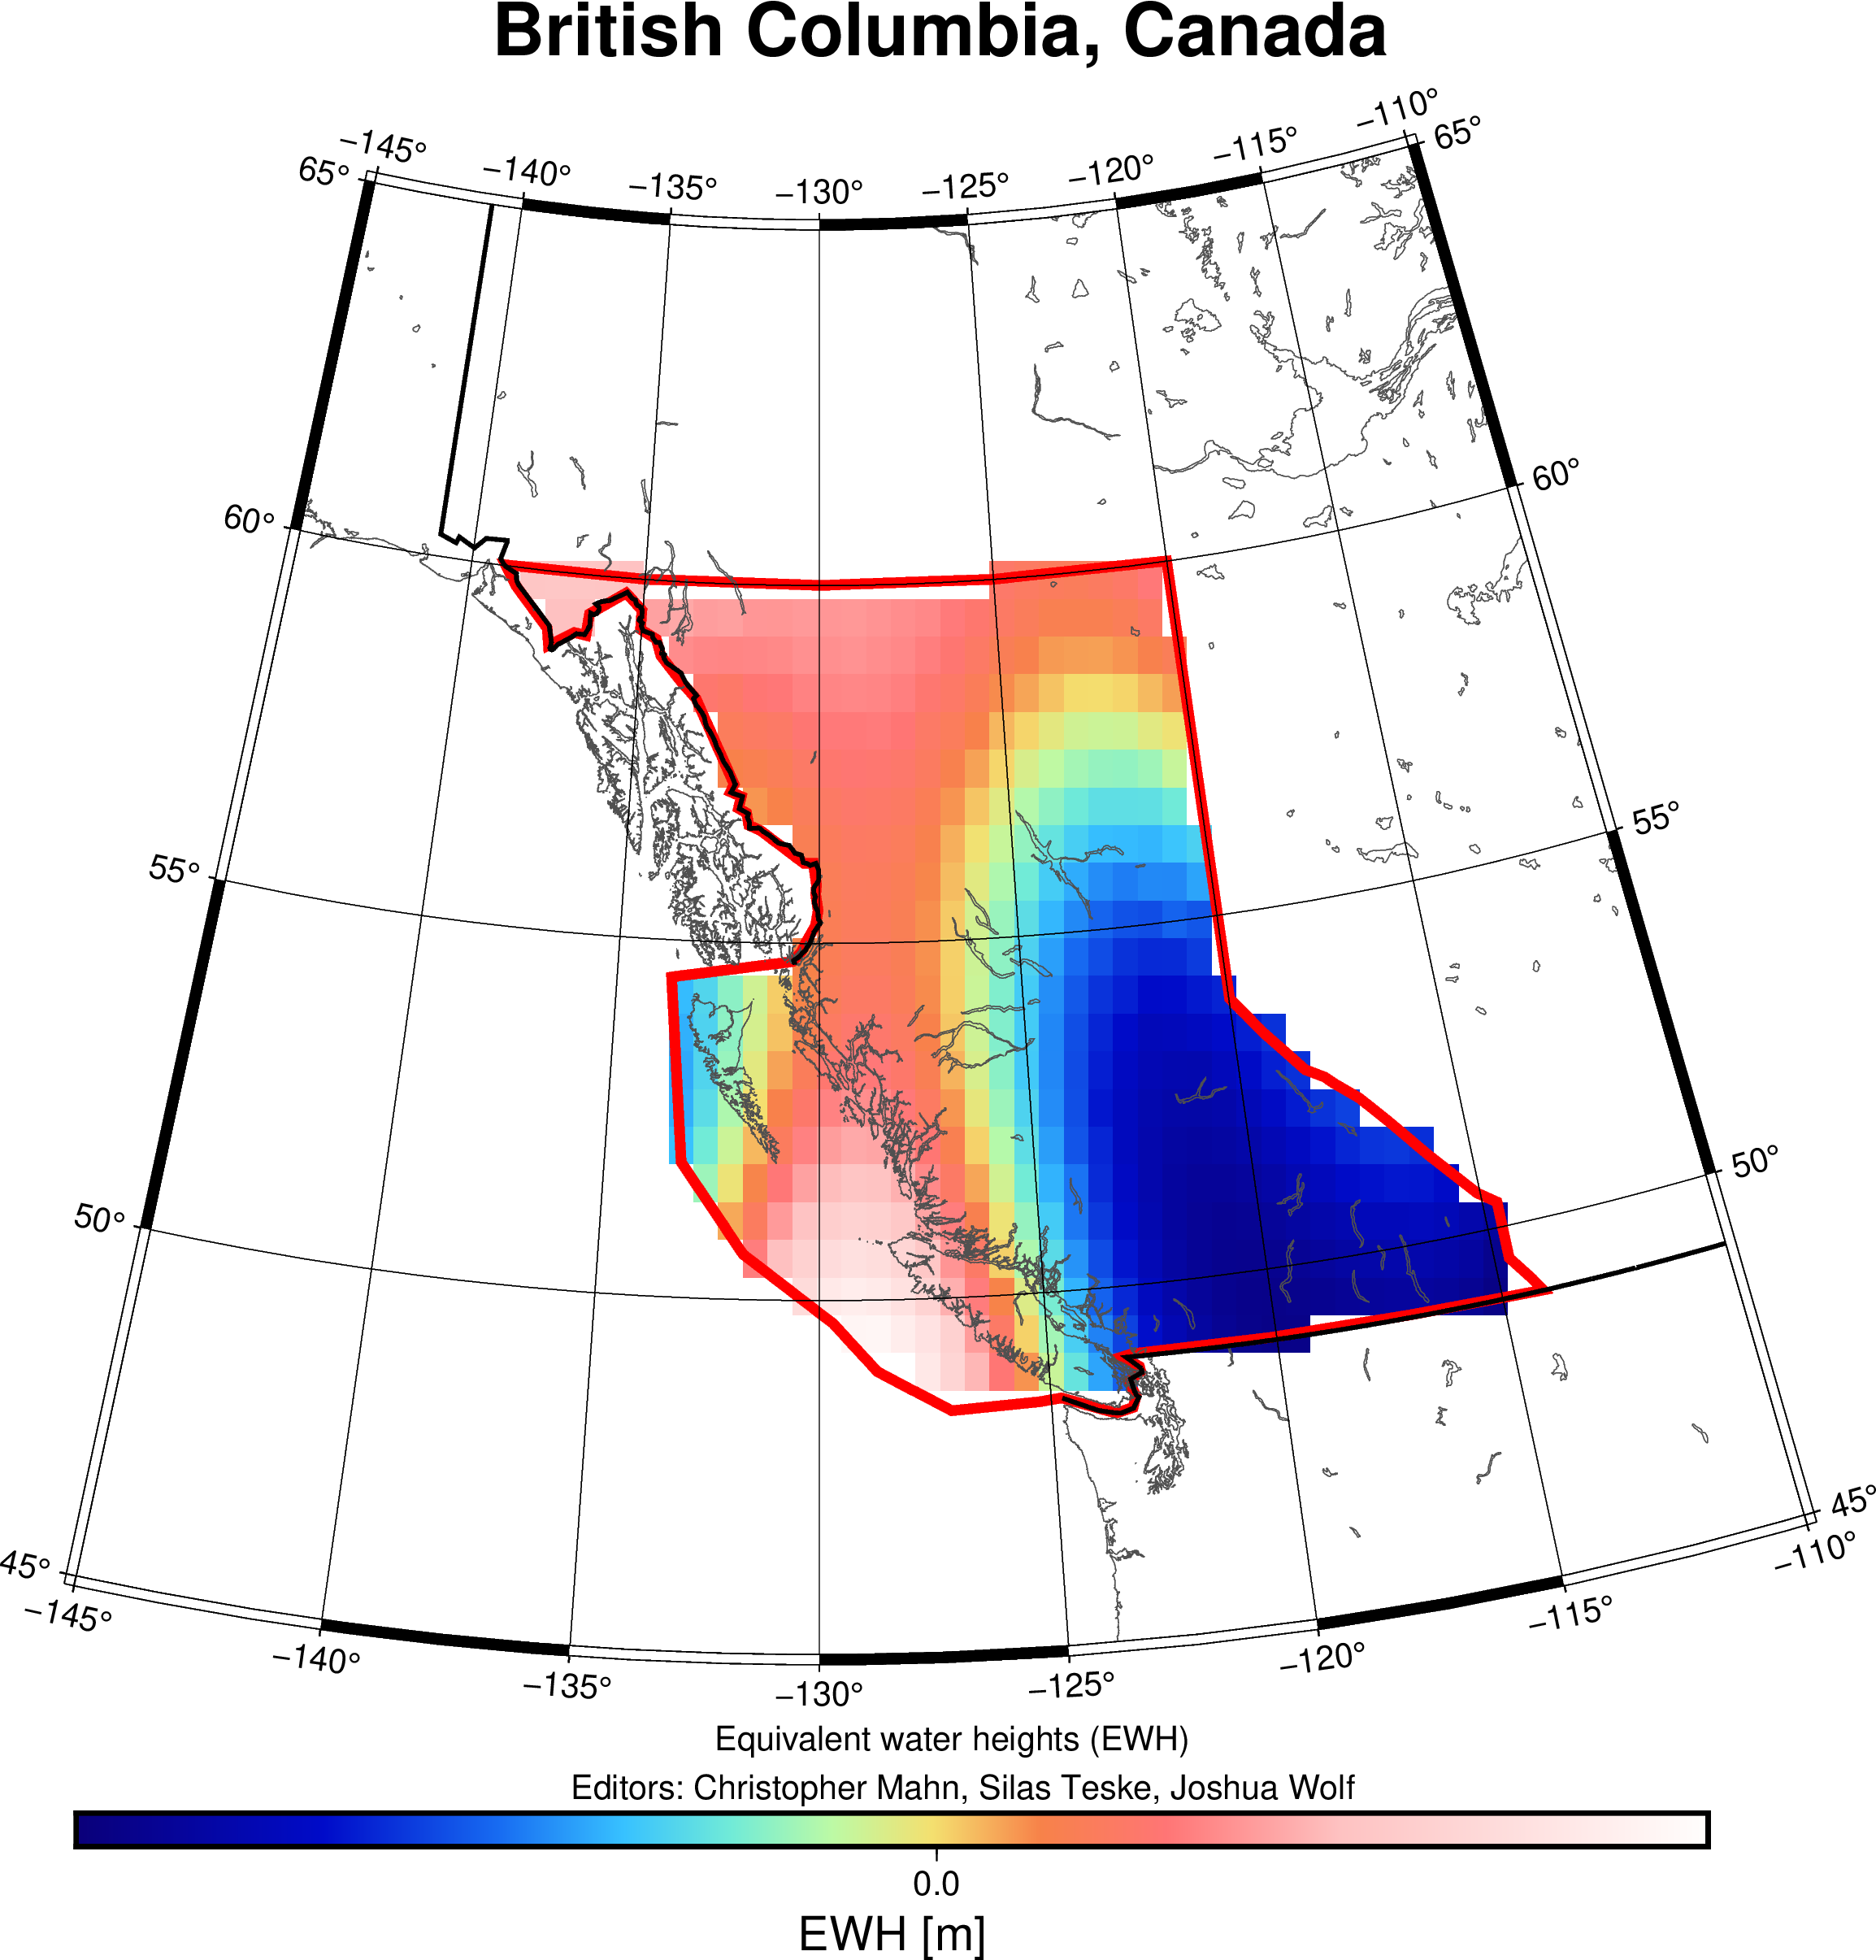 British Columbia, Canada
−145° −140° −135° −130° −125° −120° −115° −110°
65° 65°
60° 60°
55° 55°
50° 50°
45° 45°
−145° −140° −135° −130° −125° −120° −115° −110°
Equivalent water heights (EWH)
Editors: Christopher Mahn, Silas Teske, Joshua Wolf
0.0
EWH [m]